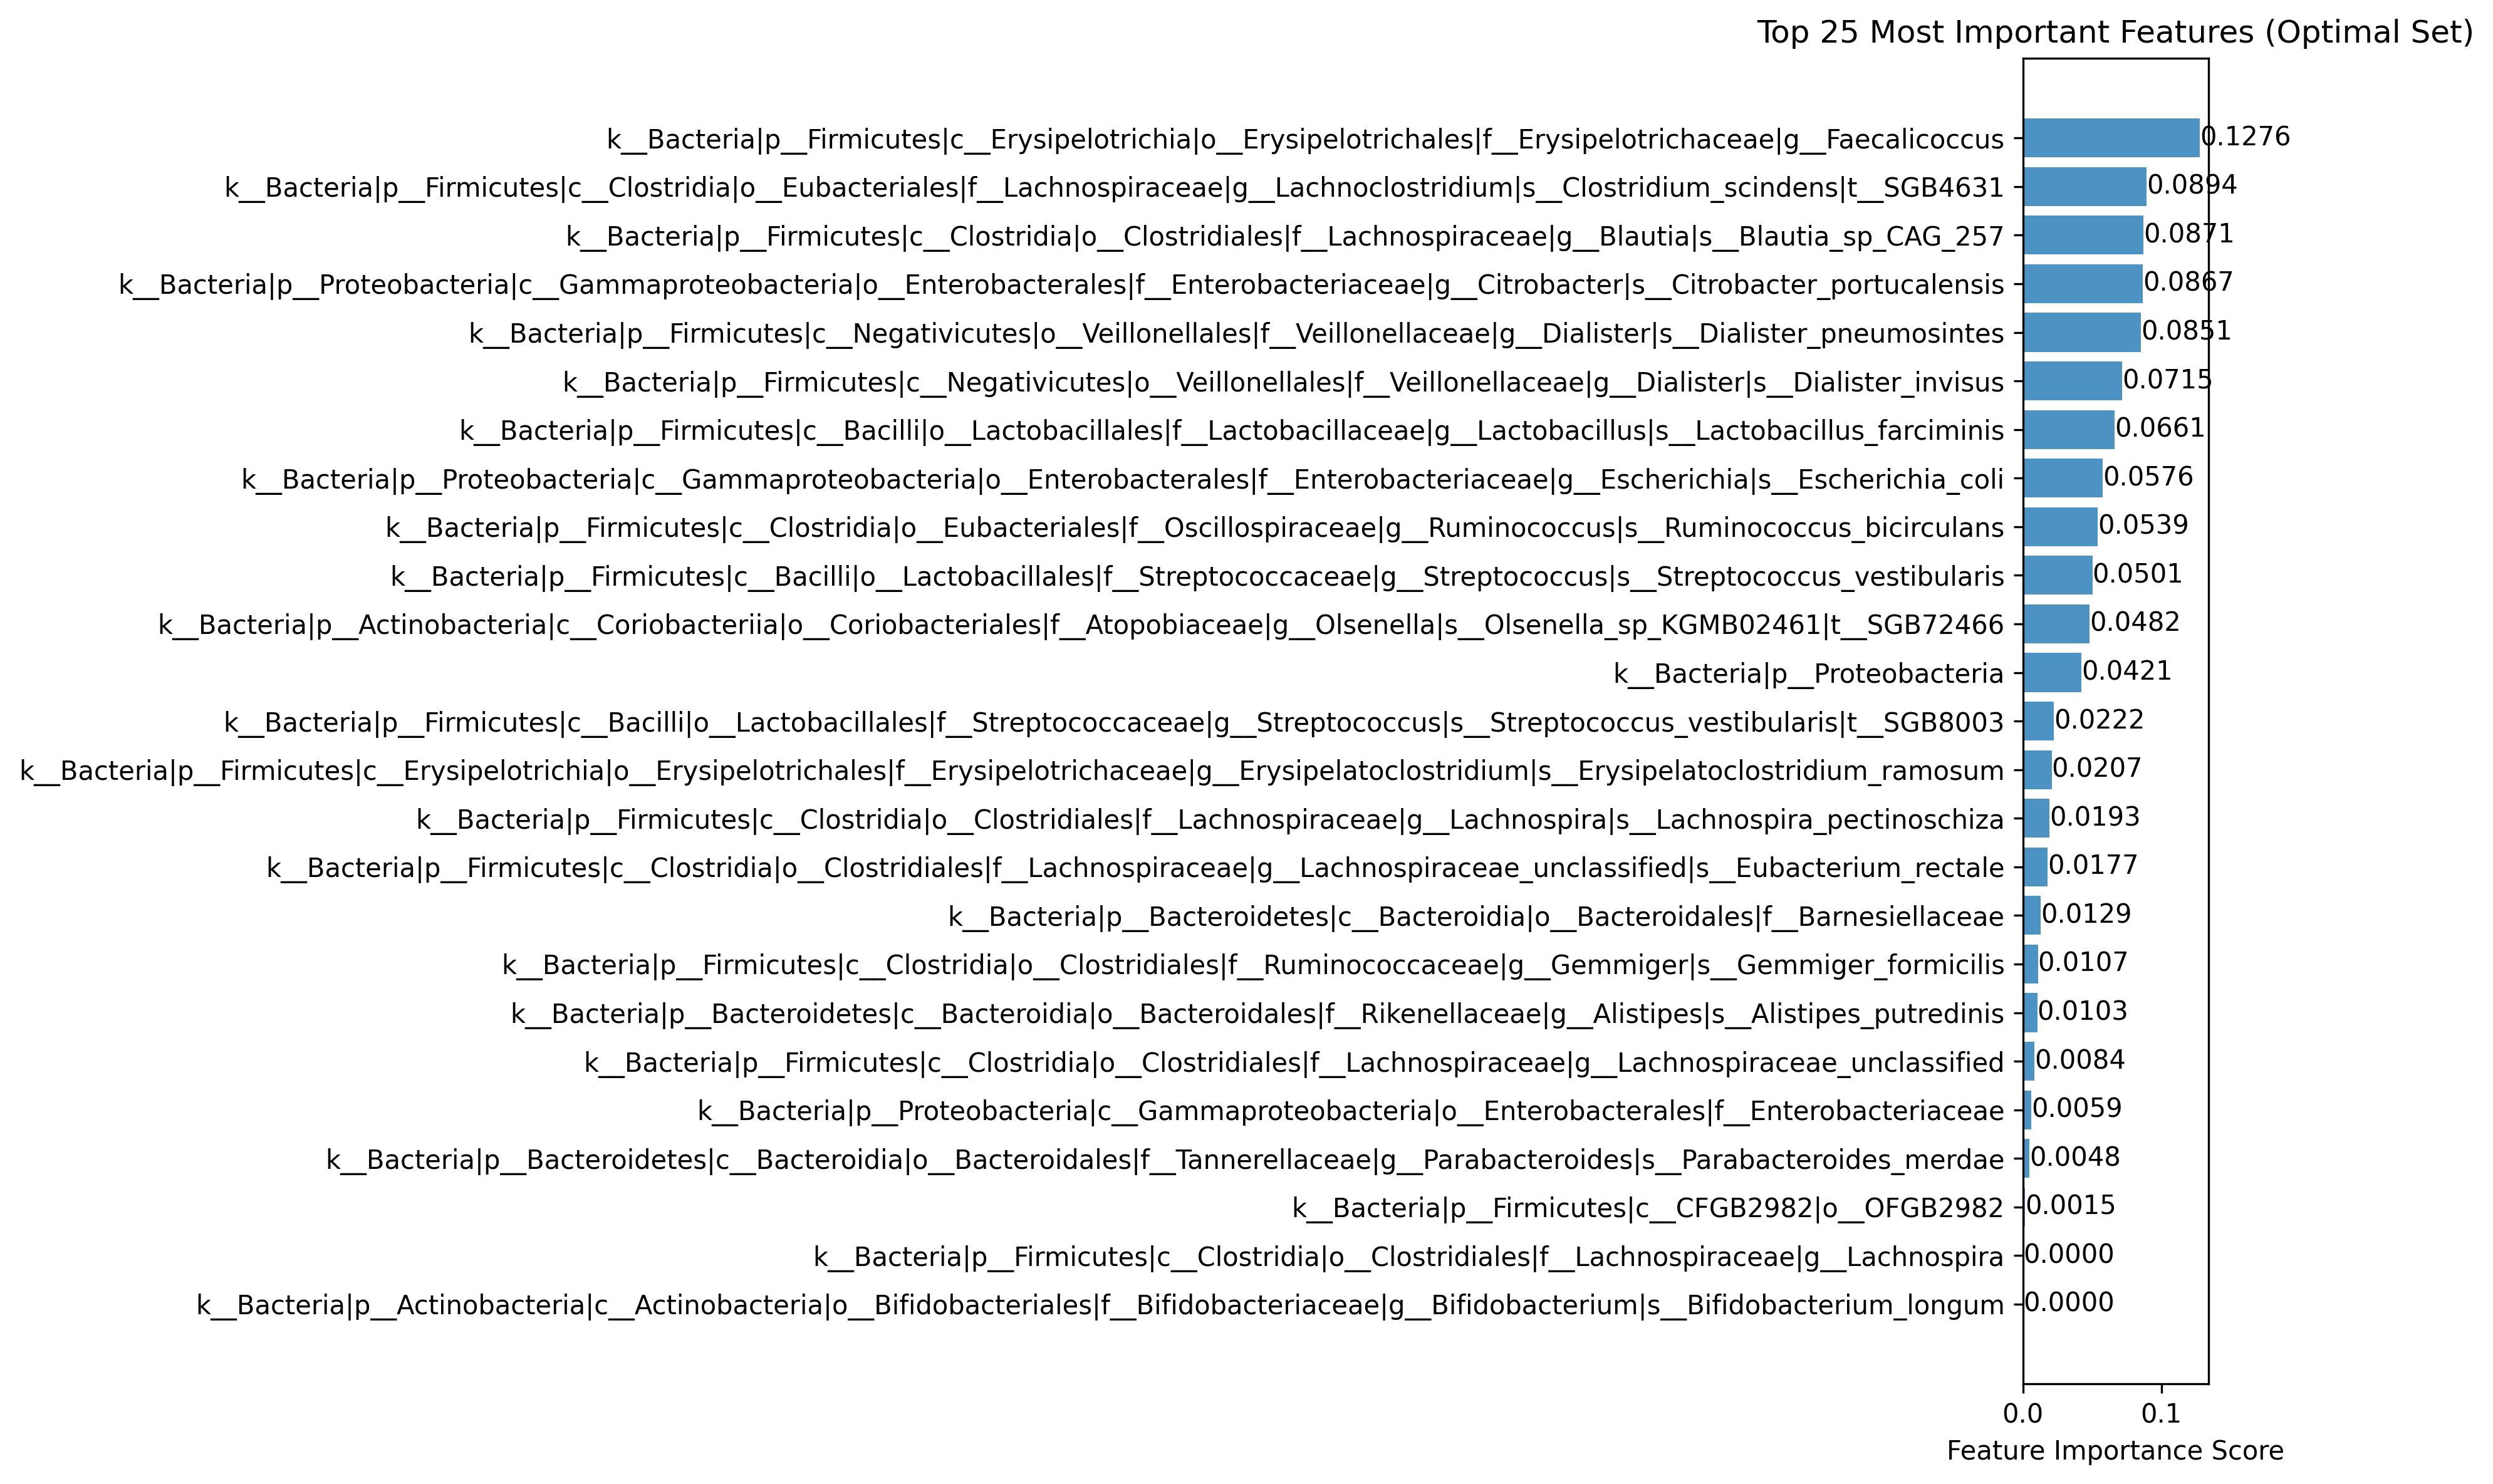 Top 25 Most Important Features (Optimal Set)
k__Bacteria|p__Firmicutes|c__Erysipelotrichia|o__Erysipelotrichales|f__Erysipelotrichaceae|g__Faecalicoccus 0.1276
k__Bacteria|p__Firmicutes|c__Clostridia|o__Eubacteriales|f__Lachnospiraceae|g__Lachnoclostridium|s__Clostridium_scindens|t__SGB4631 0.0894
k__Bacteria|p__Firmicutes|c__Clostridia|o__Clostridiales|f__Lachnospiraceae|g__Blautia|s__Blautia_sp_CAG_257 0.0871
k__Bacteria|p__Proteobacteria|c__Gammaproteobacteria|o__Enterobacterales|f__Enterobacteriaceae|g__Citrobacter|s__Citrobacter_portucalensis 0.0867
k__Bacteria|p__Firmicutes|c__Negativicutes|o__Veillonellales|f__Veillonellaceae|g__Dialister|s__Dialister_pneumosintes 0.0851
k__Bacteria|p__Firmicutes|c__Negativicutes|o__Veillonellales|f__Veillonellaceae|g__Dialister|s__Dialister_invisus 0.0715
k__Bacteria|p__Firmicutes|c__Bacilli|o__Lactobacillales|f__Lactobacillaceae|g__Lactobacillus|s__Lactobacillus_farciminis 0.0661
k__Bacteria|p__Proteobacteria|c__Gammaproteobacteria|o__Enterobacterales|f__Enterobacteriaceae|g__Escherichia|s__Escherichia_coli 0.0576
k__Bacteria|p__Firmicutes|c__Clostridia|o__Eubacteriales|f__Oscillospiraceae|g__Ruminococcus|s__Ruminococcus_bicirculans 0.0539
k__Bacteria|p__Firmicutes|c__Bacilli|o__Lactobacillales|f__Streptococcaceae|g__Streptococcus|s__Streptococcus_vestibularis 0.0501
k__Bacteria|p__Actinobacteria|c__Coriobacteriia|o__Coriobacteriales|f__Atopobiaceae|g__Olsenella|s__Olsenella_sp_KGMB02461|t__SGB72466 0.0482
k__Bacteria|p__Proteobacteria 0.0421
k__Bacteria|p__Firmicutes|c__Bacilli|o__Lactobacillales|f__Streptococcaceae|g__Streptococcus|s__Streptococcus_vestibularis|t__SGB8003 0.0222
k__Bacteria|p__Firmicutes|c__Erysipelotrichia|o__Erysipelotrichales|f__Erysipelotrichaceae|g__Erysipelatoclostridium|s__Erysipelatoclostridium_ramosum 0.0207
k__Bacteria|p__Firmicutes|c__Clostridia|o__Clostridiales|f__Lachnospiraceae|g__Lachnospira|s__Lachnospira_pectinoschiza 0.0193
k__Bacteria|p__Firmicutes|c__Clostridia|o__Clostridiales|f__Lachnospiraceae|g__Lachnospiraceae_unclassified|s__Eubacterium_rectale 0.0177
k__Bacteria|p__Bacteroidetes|c__Bacteroidia|o__Bacteroidales|f__Barnesiellaceae 0.0129
k__Bacteria|p__Firmicutes|c__Clostridia|o__Clostridiales|f__Ruminococcaceae|g__Gemmiger|s__Gemmiger_formicilis 0.0107
k__Bacteria|p__Bacteroidetes|c__Bacteroidia|o__Bacteroidales|f__Rikenellaceae|g__Alistipes|s__Alistipes_putredinis 0.0103
k__Bacteria|p__Firmicutes|c__Clostridia|o__Clostridiales|f__Lachnospiraceae|g__Lachnospiraceae_unclassified 0.0084
k__Bacteria|p__Proteobacteria|c__Gammaproteobacteria|o__Enterobacterales|f__Enterobacteriaceae 0.0059
k__Bacteria|p__Bacteroidetes|c__Bacteroidia|o__Bacteroidales|f__Tannerellaceae|g__Parabacteroides|s__Parabacteroides_merdae 0.0048
k__Bacteria|p__Firmicutes|c__CFGB2982|o__OFGB2982 0.0015
k__Bacteria|p__Firmicutes|c__Clostridia|o__Clostridiales|f__Lachnospiraceae|g__Lachnospira 0.0000
k__Bacteria|p__Actinobacteria|c__Actinobacteria|o__Bifidobacteriales|f__Bifidobacteriaceae|g__Bifidobacterium|s__Bifidobacterium_longum 0.0000
0.0 0.1
Feature Importance Score